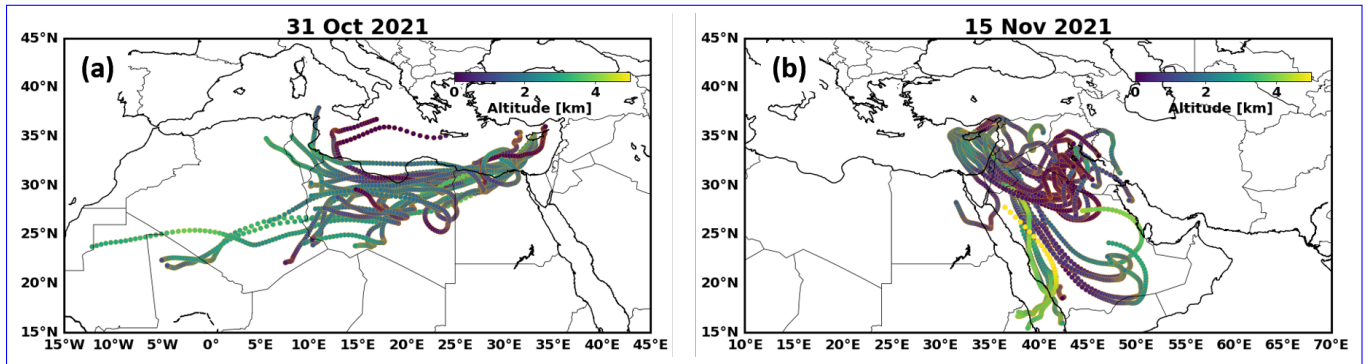 31 Oct 2021
45°N
(a)
0 2 4
Altitude [km]
40°N
35°N
30°N
25°N
20°N
15°N
15°W 10°W 5°W 0° 5°E 10°E 15°E 20°E 25°E 30°E 35°E 40°E 45°E
15 Nov 2021
45°N
(b)
0 2 4
Altitude [km]
40°N
35°N
30°N
25°N
20°N
15°N
10°E 15°E 20°E 25°E 30°E 35°E 40°E 45°E 50°E 55°E 60°E 65°E 70°E